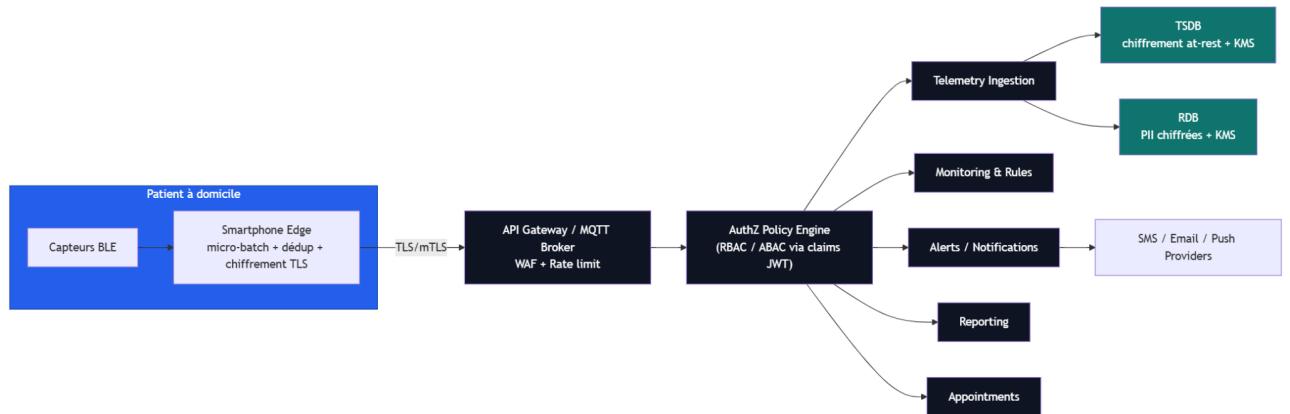 Patient à domicile
Capteurs BLE
Smartphone Edge
micro-batch + dédup +
chiffrement TLS
TLS/mTLS
API Gateway / MQTT
Broker
WAF + Rate limit
AuthZ Policy Engine
(RBAC / ABAC via claims
JWT)
Telemetry Ingestion
TSDB
chiffrement at-rest + KMS
RDB
PII chiffrées + KMS
Monitoring & Rules
Alerts / Notifications
SMS / Email / Push
Providers
Reporting
Appointments